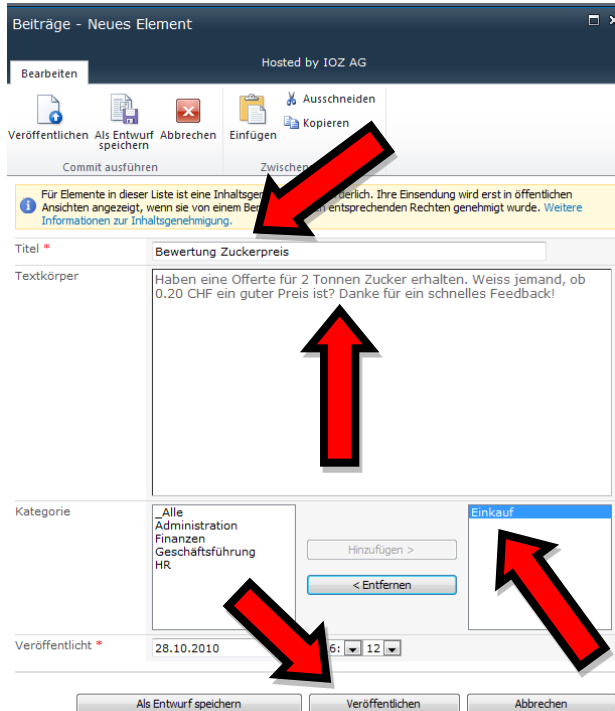 Beiträge - Neues Element
Hosted by IOZ AG
Bearbeiten
Veröffentlichen
Als Entwurf
speichern
Abbrechen
Einfügen
Ausschneiden
Kopieren
Commit ausführen
Für Elemente in dieser Liste ist eine
Ihre Einsendung wird erst in öffentlichen
Ansichten angezeigt, wenn sie von einem
entsprechenden Rechten genehmigt wurde. Weitere
Informationen zur Inhaltsgenehmigung.
Titel *
Bewertung Zuckerpreis
Textkörper
Haben eine Offerte für 2 Tonnen Zucker erhalten. Weiss jemand, ob
0.20 CHF ein guter Preis ist? Danke für ein schnelles Feedback!
Kategorie
_Alle
Administration
Finanzen
Geschäftsführung
HR
Hinzufügen >
< Entfernen
Einkauf
Veröffentlicht *
28.10.2010
6:
12
Als Entwurf speichern
Veröffentlichen
Abbrechen